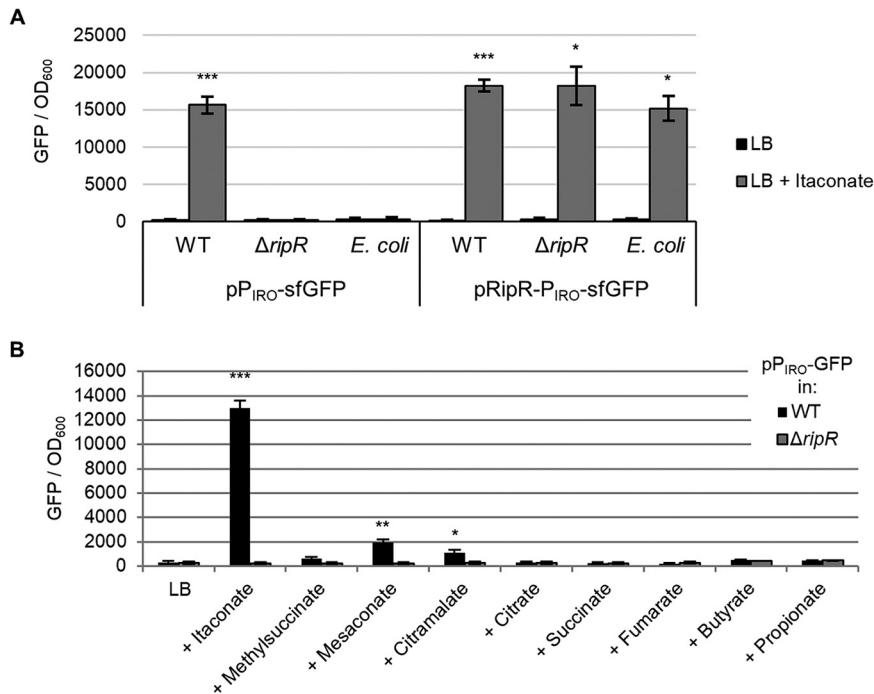 A
GFP / OD600
25000
20000
15000
10000
5000
0
***
***
*
*
LB
LB + Itaconate
WT
ΔripR
E. coli
WT
ΔripR
E. coli
pPIRO-sfGFP
pRipR-PIRO-sfGFP
B
GFP / OD600
16000
14000
12000
10000
8000
6000
4000
2000
0
***
**
*
pPIRO-GFP
in:
WT
ΔripR
LB
+ Itaconate
+ Methylsuccinate
+ Mesaconate
+ Citramalate
+ Citrate
+ Succinate
+ Fumarate
+ Butyrate
+ Propionate